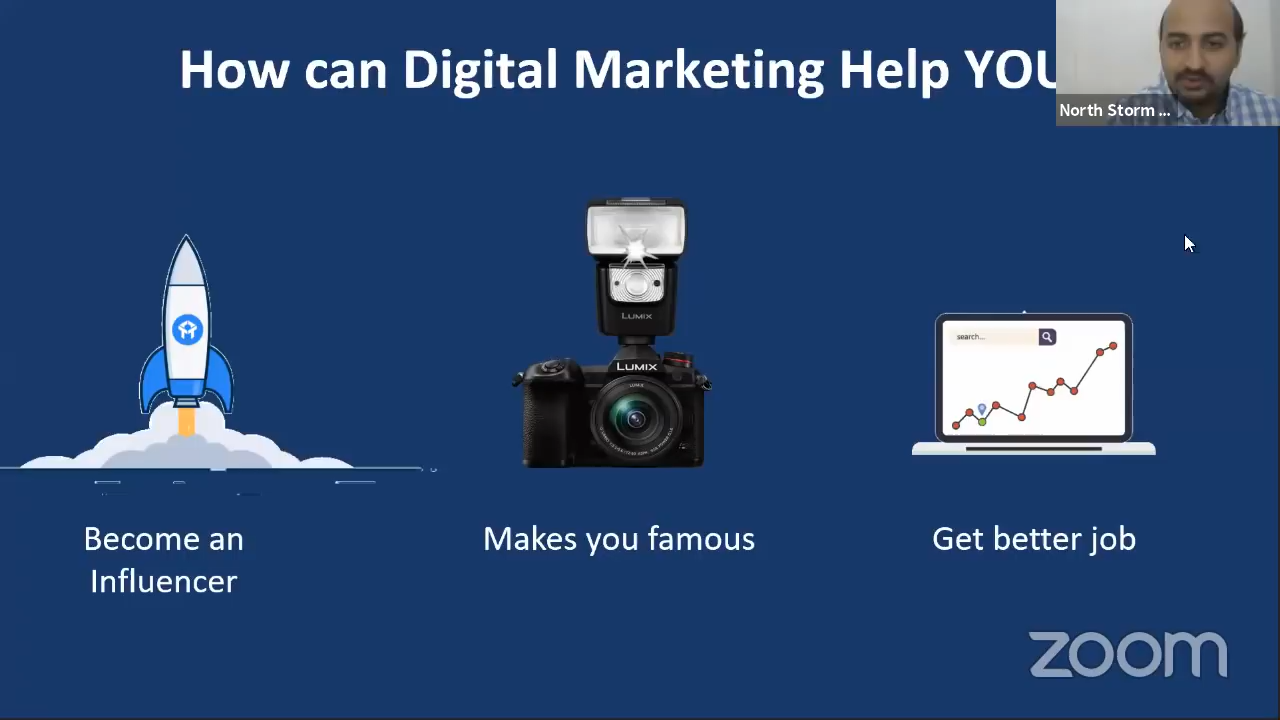 How can Digital Marketing Help YOU
North Storm ...
LUMIX
LUMIX
LUMIX
search...
Become an
Influencer
Makes you famous
Get better job
zoom